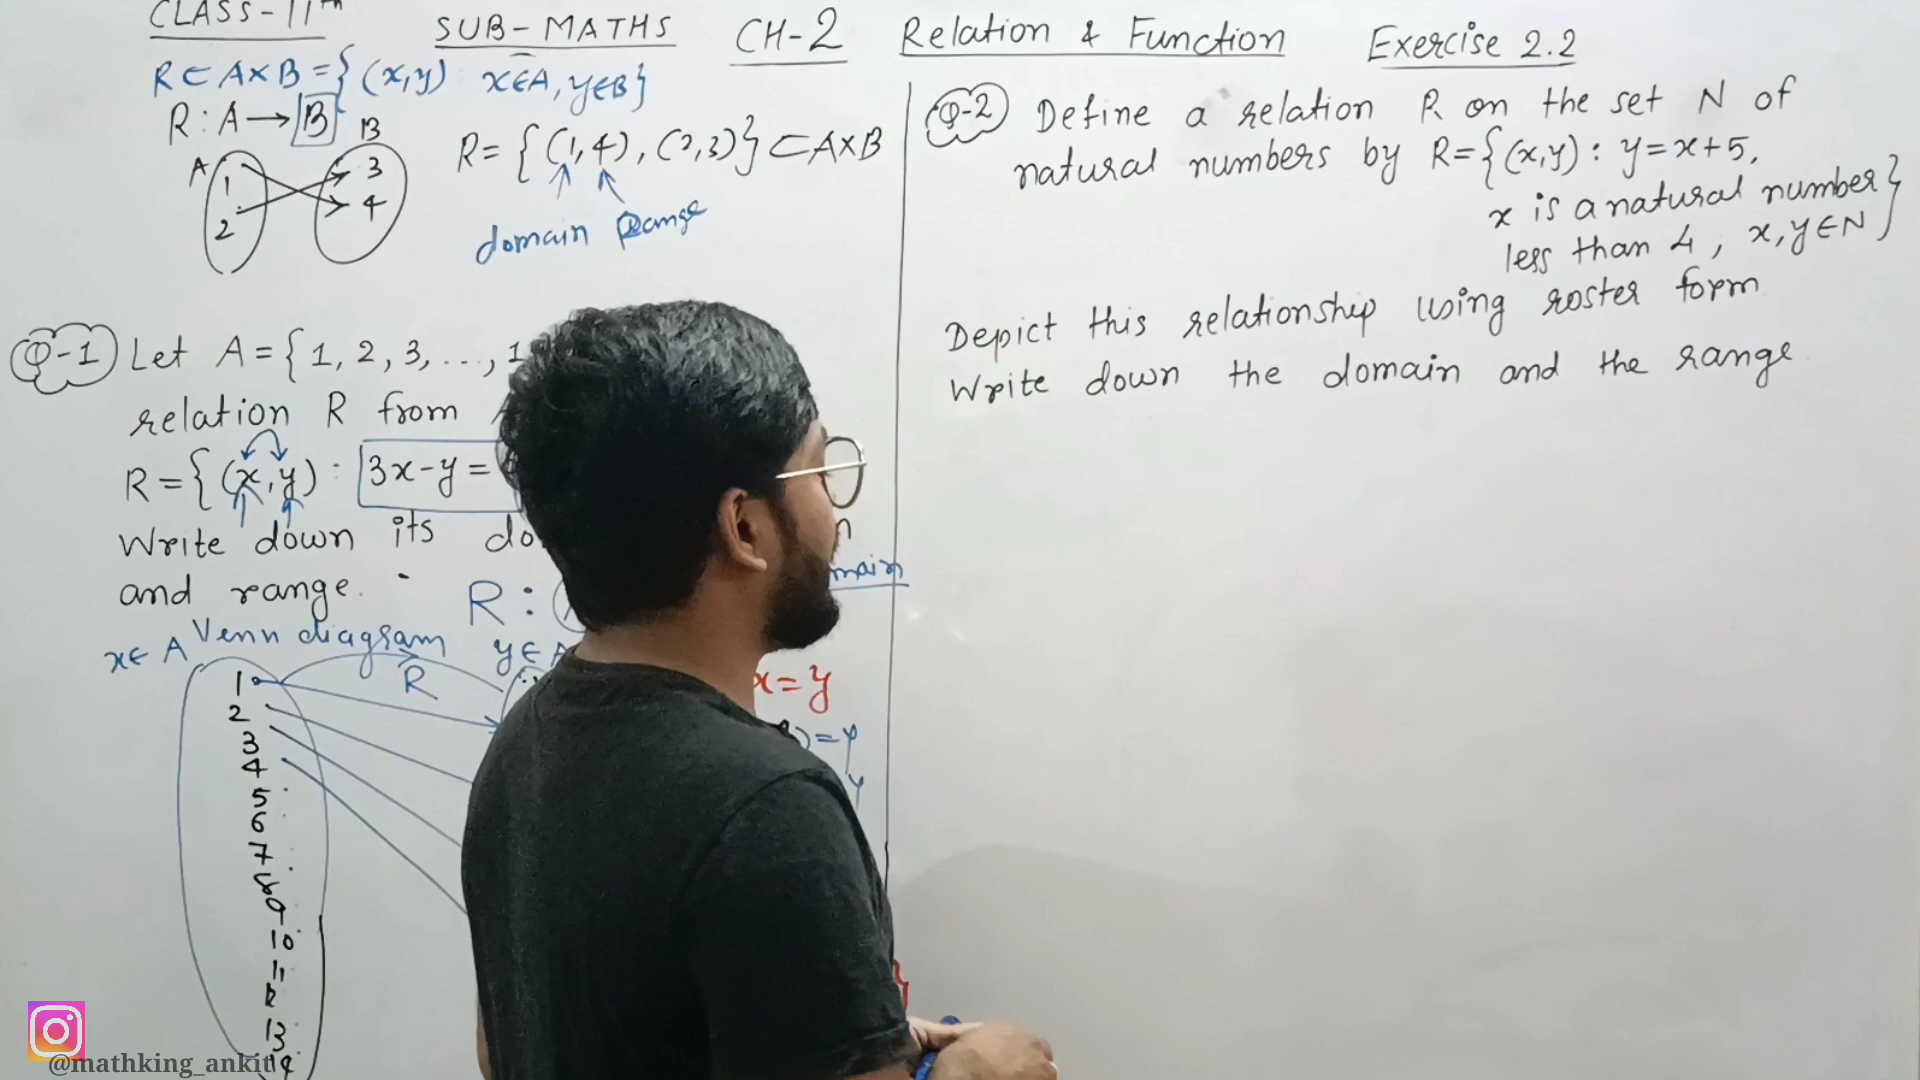 CLASS-11th SUB-MATHS CH-2 Relation & Function Exercise 2.2
R⊂A×B={(x,y) x∈A, y∈B}
R:A→B
A B
1 3
2 4
R={(1,4),(2,3)}⊂A×B
domain Range
Q-1 Let A={1,2,3,...,1
relation R from
R={(x,y): 3x-y=
Write down its do
and range.
R:
main
x∈A Venn diagram y∈A
R
x=y
)=y
1
2
3
4
5
6
7
8
9
10
11
12
13
14
Q-2 Define a relation R on the set N of
natural numbers by R={(x,y): y=x+5,
x is a natural number
less than 4, x,y∈N}
Depict this relationship using roster form
Write down the domain and the range
@mathking_ankit